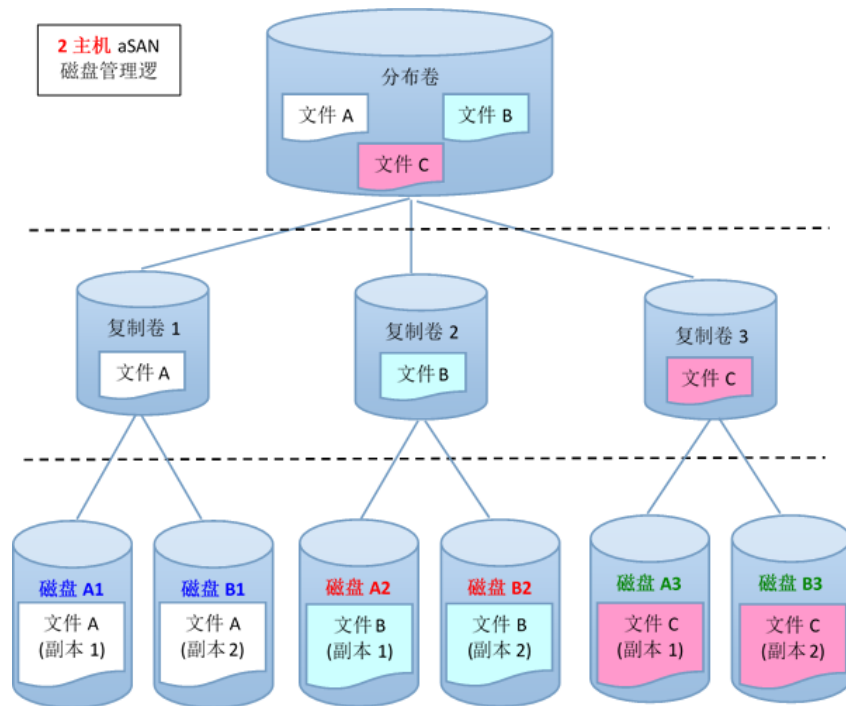 2 主机 aSAN
磁盘管理逻
分布卷
文件 A
文件 B
文件 C
复制卷 1
文件 A
复制卷 2
文件 B
复制卷 3
文件 C
磁盘 A1
文件 A
(副本 1)
磁盘 B1
文件 A
(副本 2)
磁盘 A2
文件 B
(副本 1)
磁盘 B2
文件 B
(副本 2)
磁盘 A3
文件 C
(副本 1)
磁盘 B3
文件 C
(副本 2)